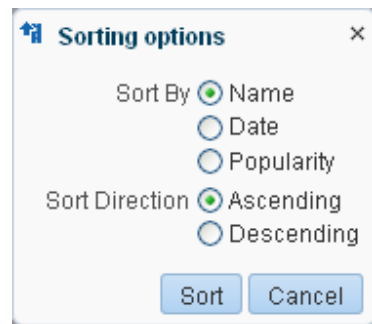 Sorting options
Sort By Name
Date
Popularity
Sort Direction Ascending
Descending
Sort Cancel